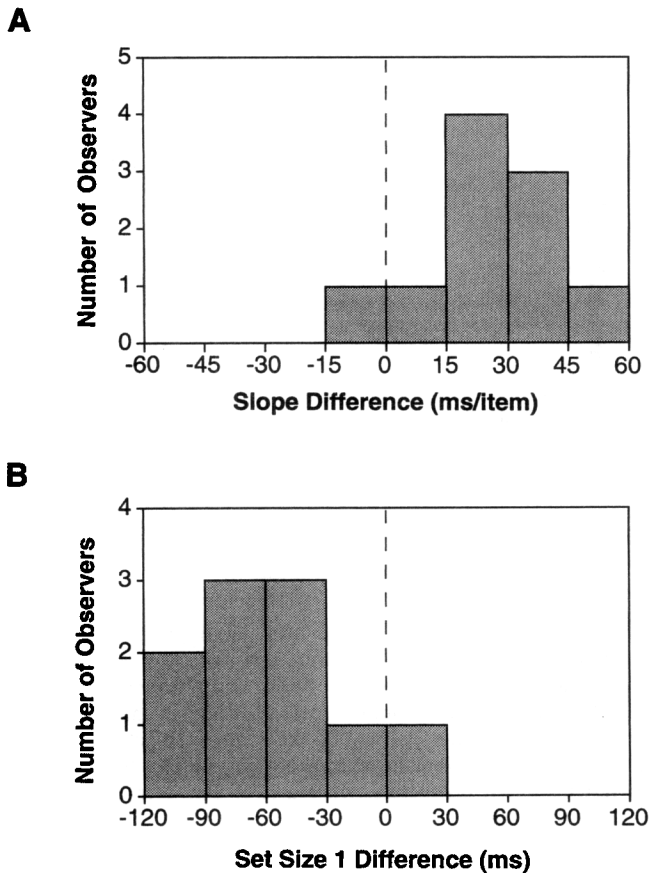 A
5
4
3
2
1
0
Number of Observers
-60 -45 -30 -15 0 15 30 45 60
Slope Difference (ms/item)
B
4
3
2
1
0
Number of Observers
-120 -90 -60 -30 0 30 60 90 120
Set Size 1 Difference (ms)